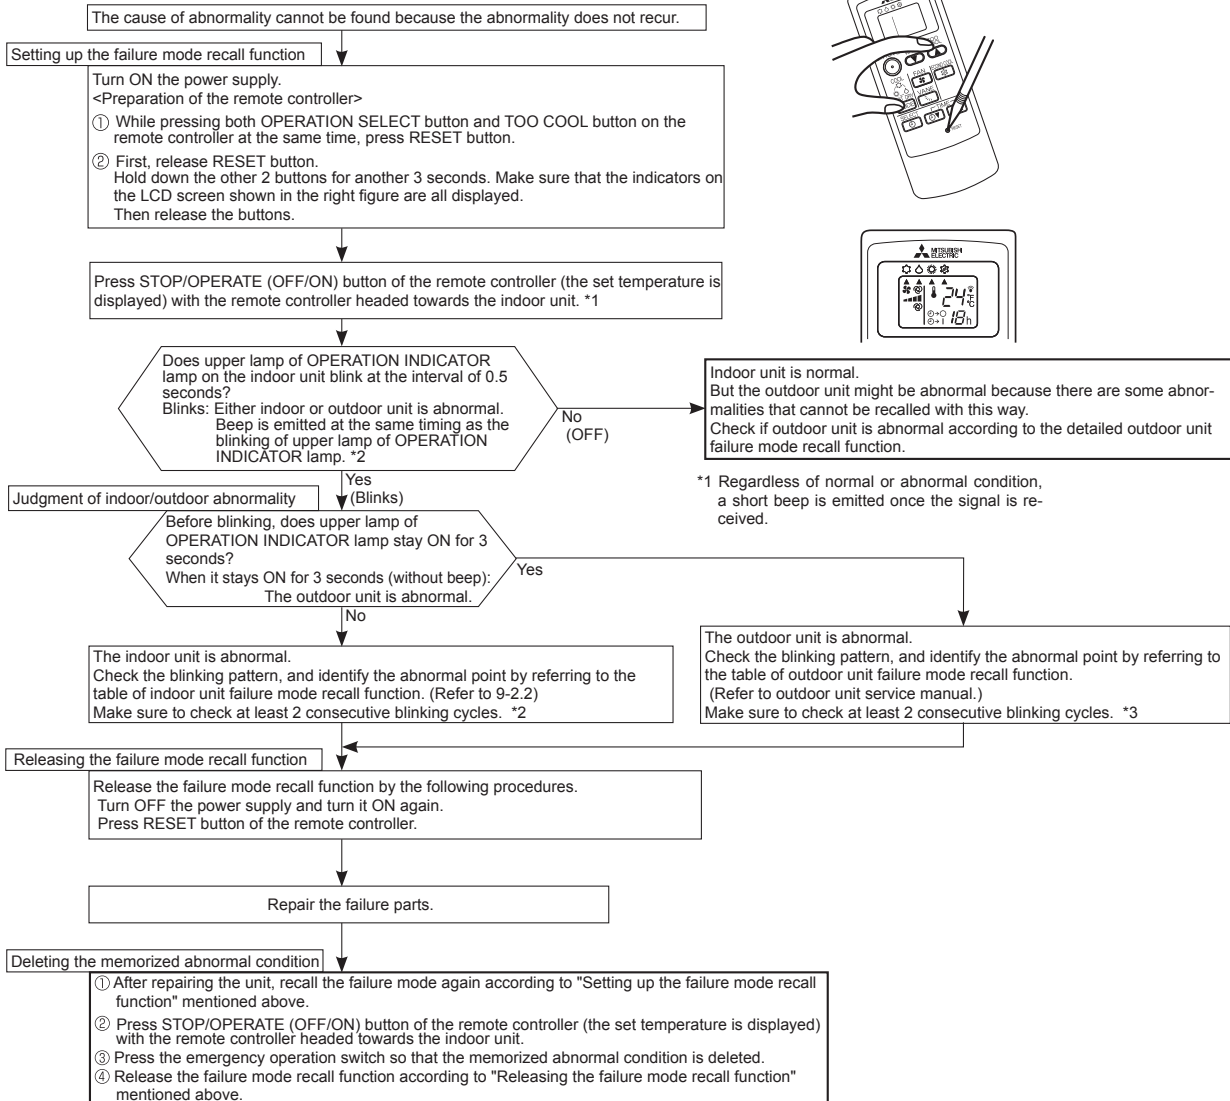 The cause of abnormality cannot be found because the abnormality does not recur.
Setting up the failure mode recall function
Turn ON the power supply.
<Preparation of the remote controller>
① While pressing both OPERATION SELECT button and TOO COOL button on the
remote controller at the same time, press RESET button.
② First, release RESET button.
Hold down the other 2 buttons for another 3 seconds. Make sure that the indicators on
the LCD screen shown in the right figure are all displayed.
Then release the buttons.
FAN
COOL
VANE
RESET
MITSUBISHI
ELECTRIC
24
18h
Press STOP/OPERATE (OFF/ON) button of the remote controller (the set temperature is
displayed) with the remote controller headed towards the indoor unit. *1
Does upper lamp of OPERATION INDICATOR
lamp on the indoor unit blink at the interval of 0.5
seconds?
Blinks: Either indoor or outdoor unit is abnormal.
Beep is emitted at the same timing as the
blinking of upper lamp of OPERATION
INDICATOR lamp. *2
No
(OFF)
Indoor unit is normal.
But the outdoor unit might be abnormal because there are some abnor-
malities that cannot be recalled with this way.
Check if outdoor unit is abnormal according to the detailed outdoor unit
failure mode recall function.
*1 Regardless of normal or abnormal condition,
a short beep is emitted once the signal is re-
ceived.
Yes
(Blinks)
Judgment of indoor/outdoor abnormality
Before blinking, does upper lamp of
OPERATION INDICATOR lamp stay ON for 3
seconds?
When it stays ON for 3 seconds (without beep):
The outdoor unit is abnormal.
Yes
No
The indoor unit is abnormal.
Check the blinking pattern, and identify the abnormal point by referring to the
table of indoor unit failure mode recall function. (Refer to 9-2.2)
Make sure to check at least 2 consecutive blinking cycles. *2
The outdoor unit is abnormal.
Check the blinking pattern, and identify the abnormal point by referring to
the table of outdoor unit failure mode recall function.
(Refer to outdoor unit service manual.)
Make sure to check at least 2 consecutive blinking cycles. *3
Releasing the failure mode recall function
Release the failure mode recall function by the following procedures.
Turn OFF the power supply and turn it ON again.
Press RESET button of the remote controller.
Repair the failure parts.
Deleting the memorized abnormal condition
① After repairing the unit, recall the failure mode again according to "Setting up the failure mode recall
function" mentioned above.
② Press STOP/OPERATE (OFF/ON) button of the remote controller (the set temperature is displayed)
with the remote controller headed towards the indoor unit.
③ Press the emergency operation switch so that the memorized abnormal condition is deleted.
④ Release the failure mode recall function according to "Releasing the failure mode recall function"
mentioned above.